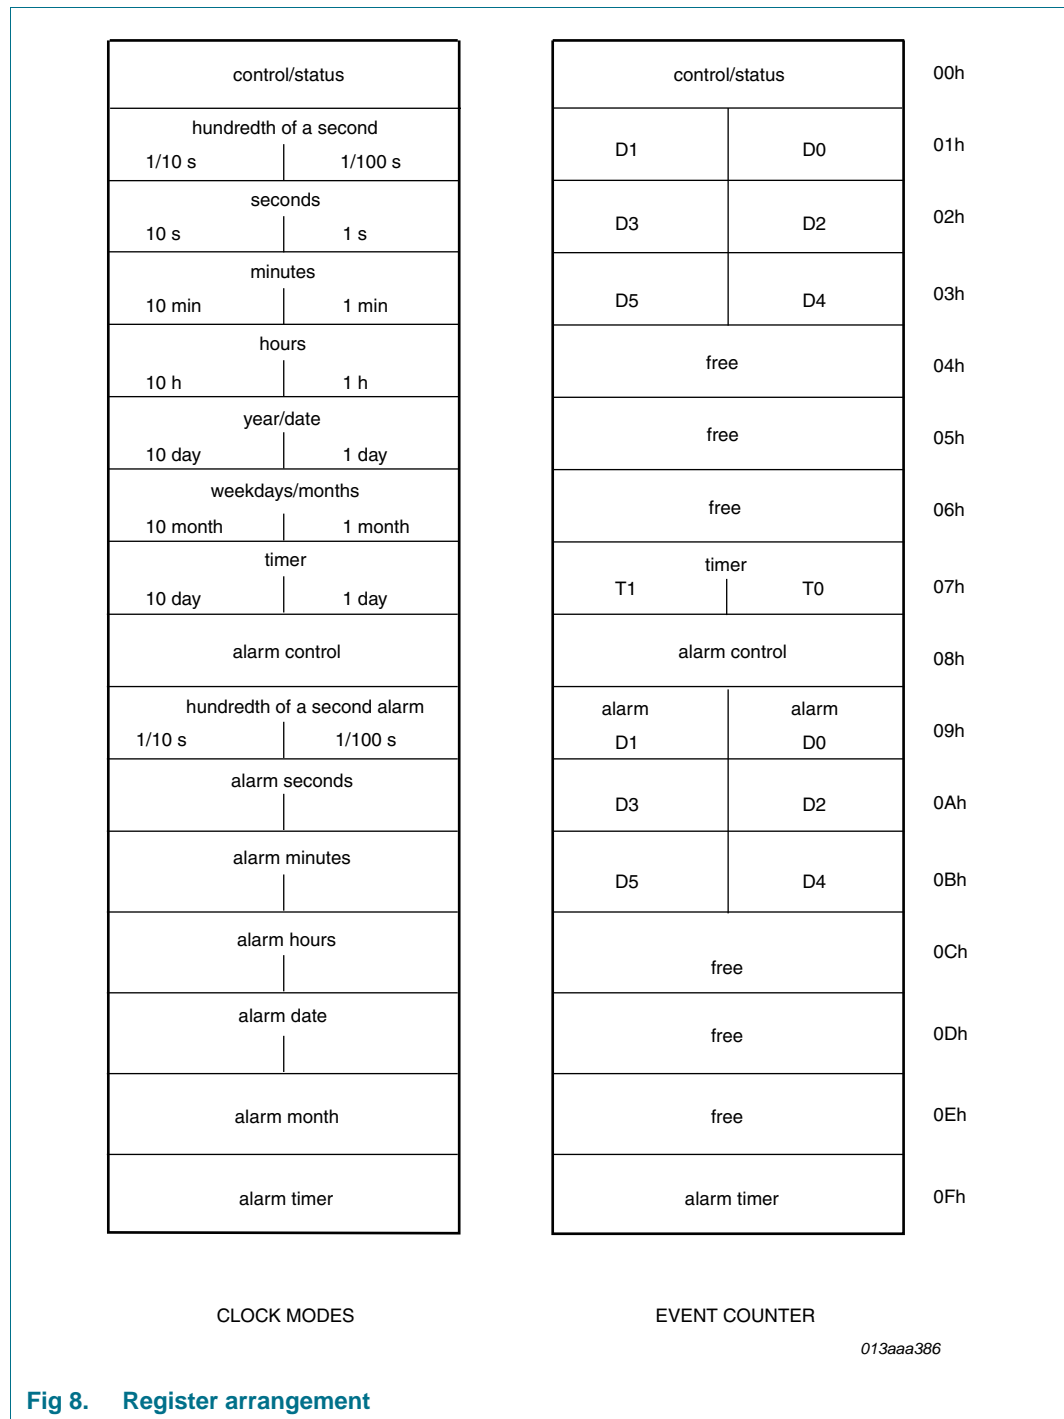 control/status control/status 00h
hundredth of a second
1/10 s 1/100 s D1 D0 01h
seconds
10 s 1 s D3 D2 02h
minutes
10 min 1 min D5 D4 03h
hours
10 h 1 h free 04h
year/date
10 day 1 day free 05h
weekdays/months
10 month 1 month free 06h
timer timer
10 day 1 day T1 T0 07h
alarm control alarm control 08h
hundredth of a second alarm alarm alarm
1/10 s 1/100 s D1 D0 09h
alarm seconds D3 D2 0Ah
alarm minutes D5 D4 0Bh
alarm hours free 0Ch
alarm date free 0Dh
alarm month free 0Eh
alarm timer alarm timer 0Fh
CLOCK MODES EVENT COUNTER
013aaa386
Fig 8. Register arrangement